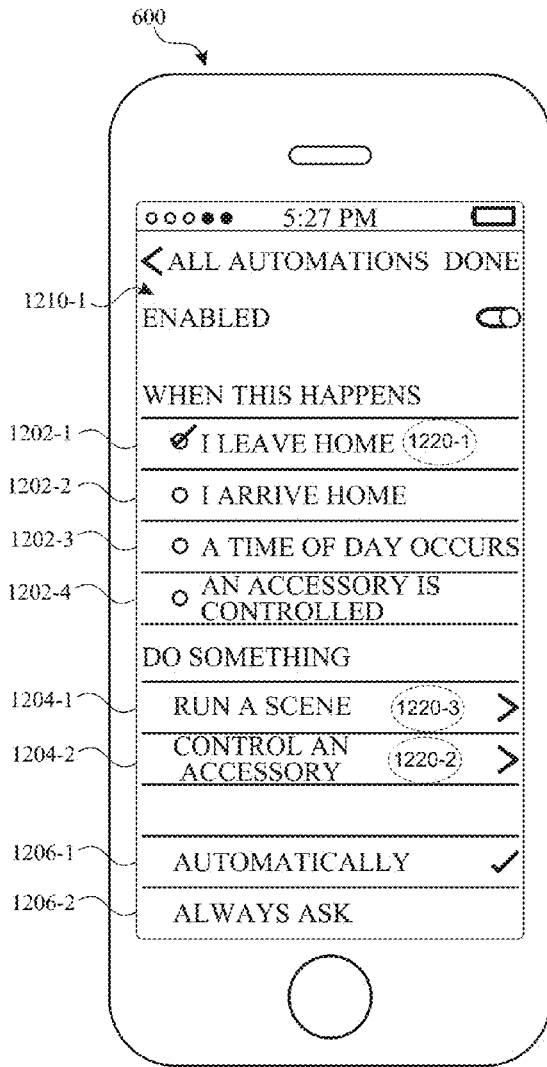 600
5:27 PM
ALL AUTOMATIONS DONE
1210-1
ENABLED
WHEN THIS HAPPENS
1202-1
I LEAVE HOME 1220-1
1202-2
I ARRIVE HOME
1202-3
A TIME OF DAY OCCURS
1202-4
AN ACCESSORY IS
CONTROLLED
DO SOMETHING
1204-1
RUN A SCENE 1220-3
1204-2
CONTROL AN
ACCESSORY 1220-2
1206-1
AUTOMATICALLY
1206-2
ALWAYS ASK